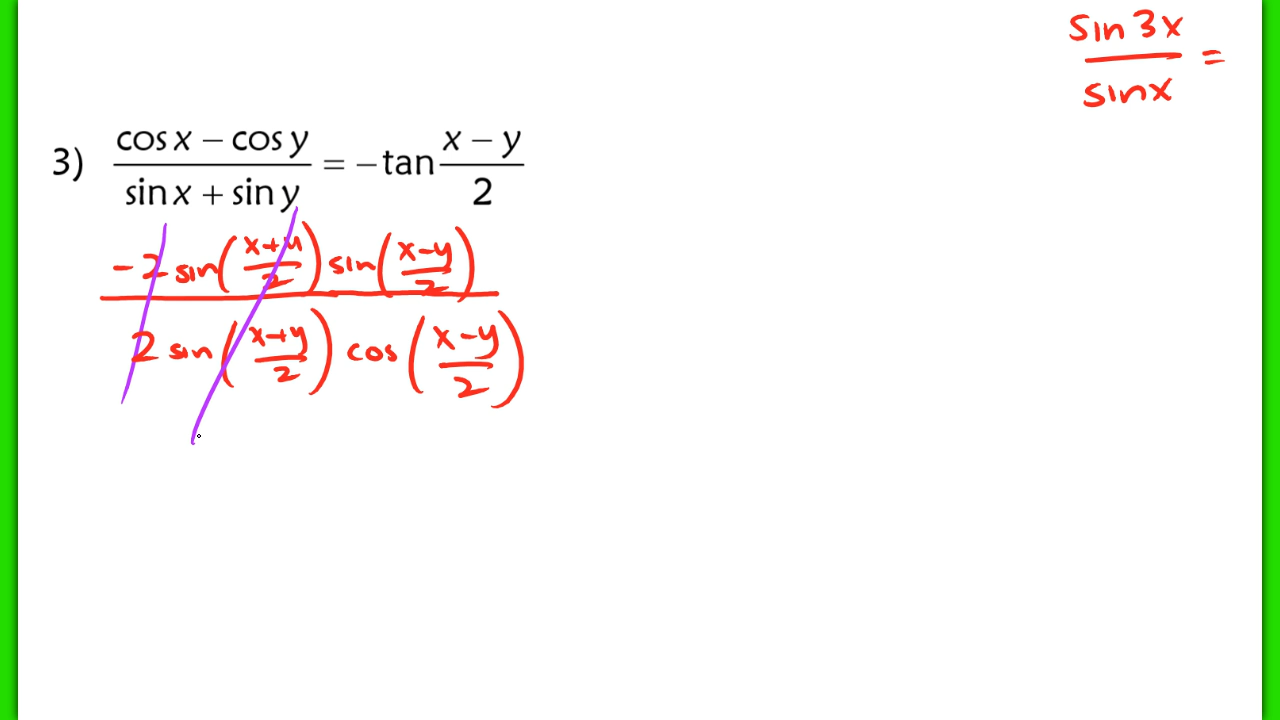 sin 3x
sinx =
3) cos x − cos y / sin x + sin y = −tan x − y / 2
-2 sin(x+y/2) sin(x-y/2)
2 sin(x+y/2) cos(x-y/2)